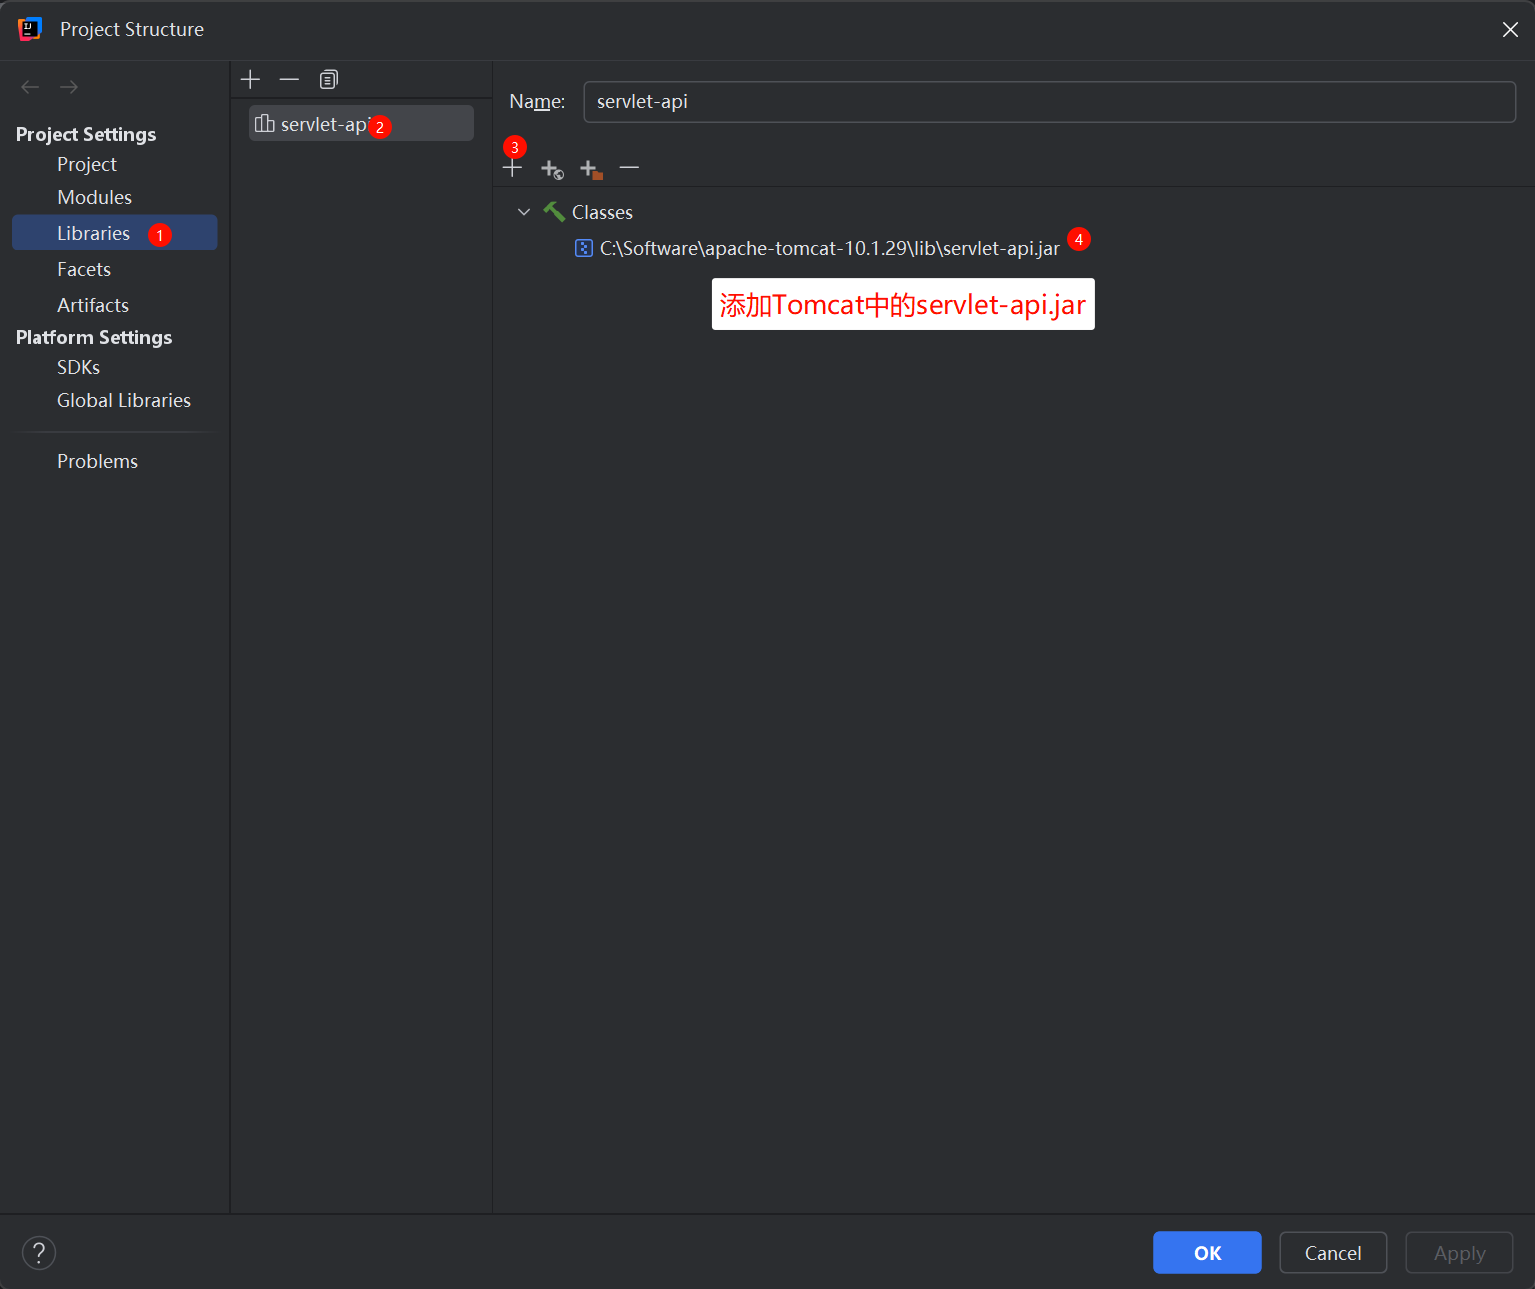 Project Structure
Project Settings
Project
Modules
Libraries 1
Facets
Artifacts
Platform Settings
SDKs
Global Libraries
Problems
servlet-api 2
Name: servlet-api
3
Classes
C:\Software\apache-tomcat-10.1.29\lib\servlet-api.jar 4
添加Tomcat中的servlet-api.jar
?
OK
Cancel
Apply